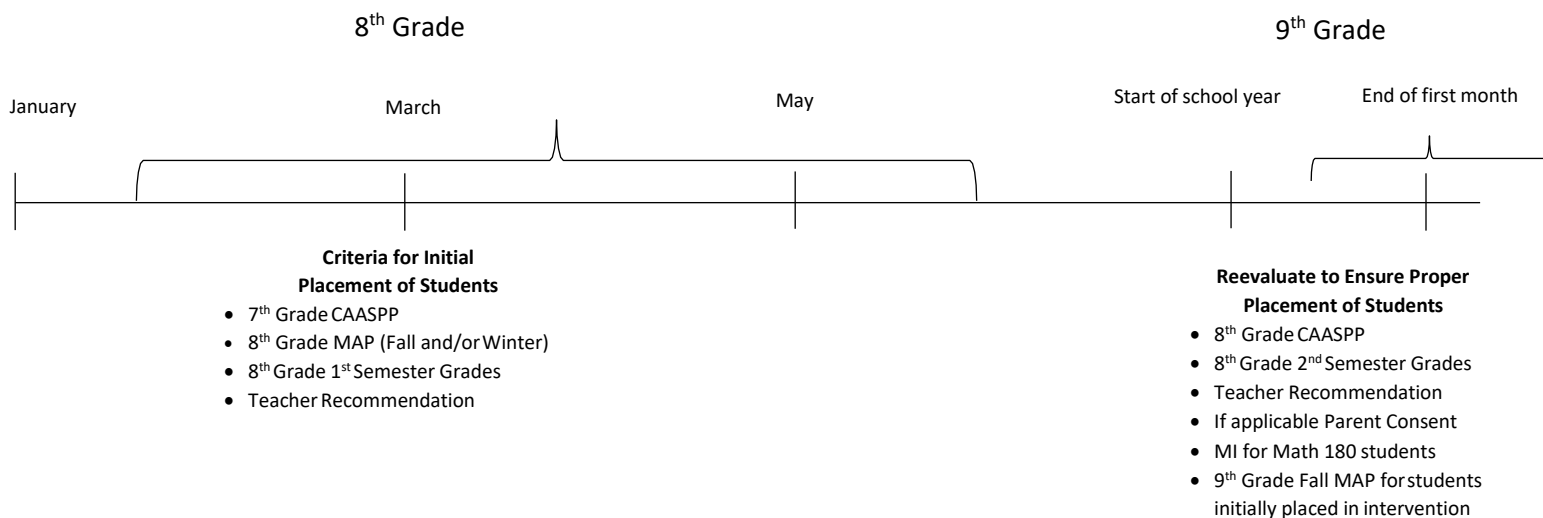 8th Grade
9th Grade
January
March
May
Start of school year
End of first month
Criteria for Initial
Placement of Students
• 7th Grade CAASPP
• 8th Grade MAP (Fall and/or Winter)
• 8th Grade 1st Semester Grades
• Teacher Recommendation
Reevaluate to Ensure Proper
Placement of Students
• 8th Grade CAASPP
• 8th Grade 2nd Semester Grades
• Teacher Recommendation
• If applicable Parent Consent
• MI for Math 180 students
• 9th Grade Fall MAP for students
initially placed in intervention